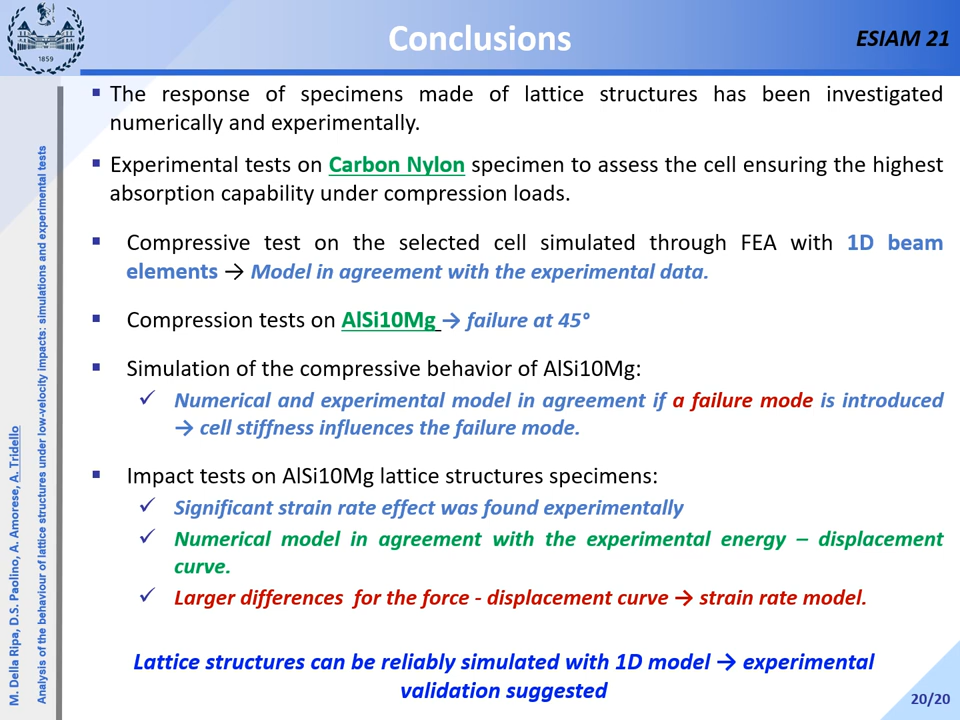 Conclusions
ESIAM 21
1859
▪ The response of specimens made of lattice structures has been investigated
numerically and experimentally.
▪ Experimental tests on Carbon Nylon specimen to assess the cell ensuring the highest
absorption capability under compression loads.
▪ Compressive test on the selected cell simulated through FEA with 1D beam
elements → Model in agreement with the experimental data.
▪ Compression tests on AlSi10Mg → failure at 45°
▪ Simulation of the compressive behavior of AlSi10Mg:
✓ Numerical and experimental model in agreement if a failure mode is introduced
→ cell stiffness influences the failure mode.
▪ Impact tests on AlSi10Mg lattice structures specimens:
✓ Significant strain rate effect was found experimentally
✓ Numerical model in agreement with the experimental energy – displacement
curve.
✓ Larger differences for the force - displacement curve → strain rate model.
Lattice structures can be reliably simulated with 1D model → experimental
validation suggested
M. Della Ripa, D.S. Paolino, A. Amorese, A. Tridello
Analysis of the behaviour of lattice structures under low-velocity impacts: simulations and experimental tests
20/20